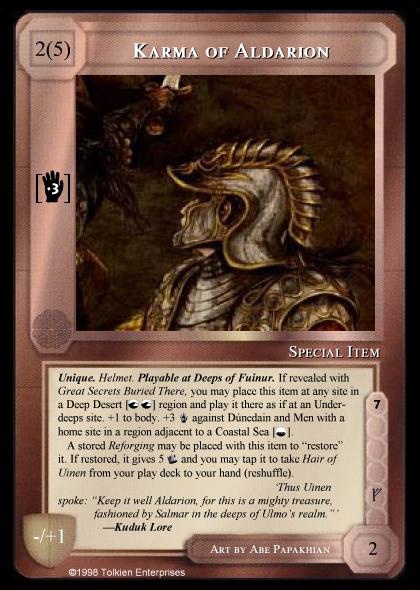 2(5)
KARMA OF ALDARION
[3]
SPECIAL ITEM
Unique. Helmet. Playable at Deeps of Fuinur. If revealed with
Great Secrets Buried There, you may place this item at any site in
a Deep Desert [] region and play it there as if at an Under-
deeps site. +1 to body. +3 against Dúnedain and Men with a
home site in a region adjacent to a Coastal Sea [].
A stored Reforging may be placed with this item to “restore”
it. If restored, it gives 5 and you may tap it to take Hair of
Uinen from your play deck to your hand (reshuffle).
‘Thus Uinen
spoke: “Keep it well Aldarion, for this is a mighty treasure,
fashioned by Salmar in the deeps of Ulmo’s realm.”’
—Kuduk Lore
7
ᚠ
-/+1
ART BY ABE PAPAKHIAN
2
©1998 Tolkien Enterprises